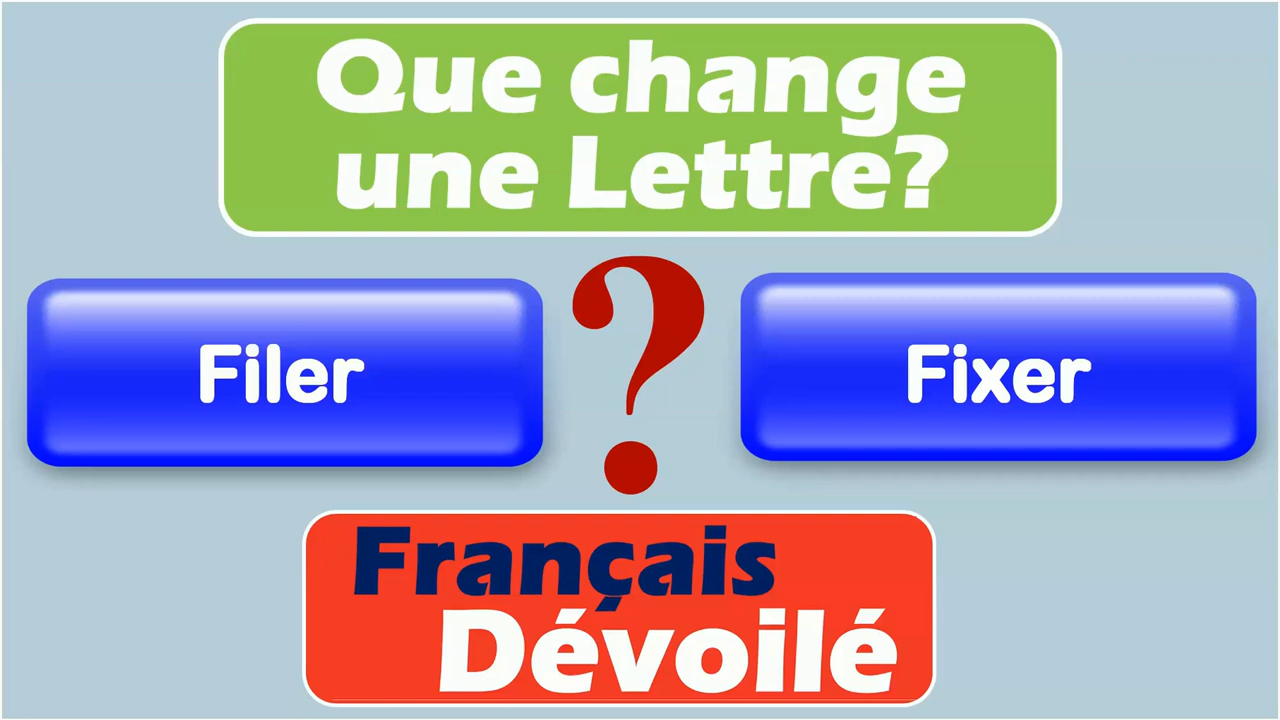 Que change
une Lettre?
Filer
?
Fixer
Français
Dévoilé